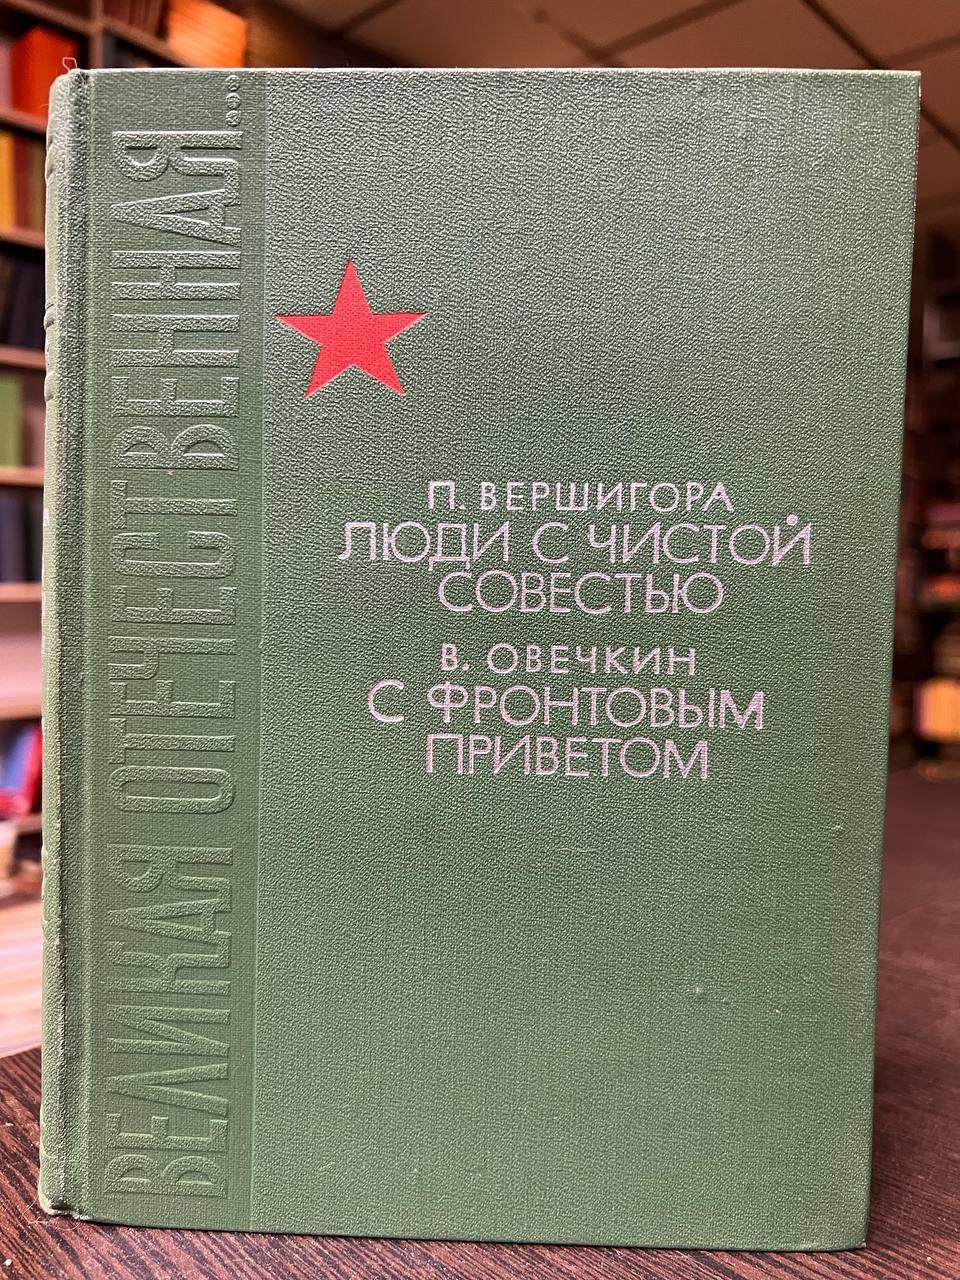 ВЕЛИКАЯ ОТЕЧЕСТВЕННАЯ...
П. ВЕРШИГОРА
ЛЮДИ С ЧИСТОЙ
СОВЕСТЬЮ
В. ОВЕЧКИН
С ФРОНТОВЫМ
ПРИВЕТОМ